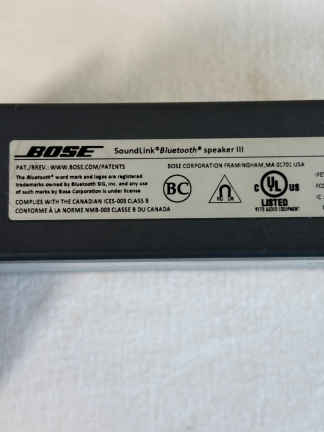 BOSE SoundLink® Bluetooth® speaker III
PAT./RREV.: WWW.BOSE.COM/PATENTS
BOSE CORPORATION FRAMINGHAM, MA 01701 USA
The Bluetooth® word mark and logos are registered
trademarks owned by Bluetooth SIG, Inc. and any use
of such marks by Bose Corporation is under license
COMPLIES WITH THE CANADIAN ICES-003 CLASS B
CONFORME À LA NORME NMB-003 CLASSE B DU CANADA
BC
C UL US
LISTED